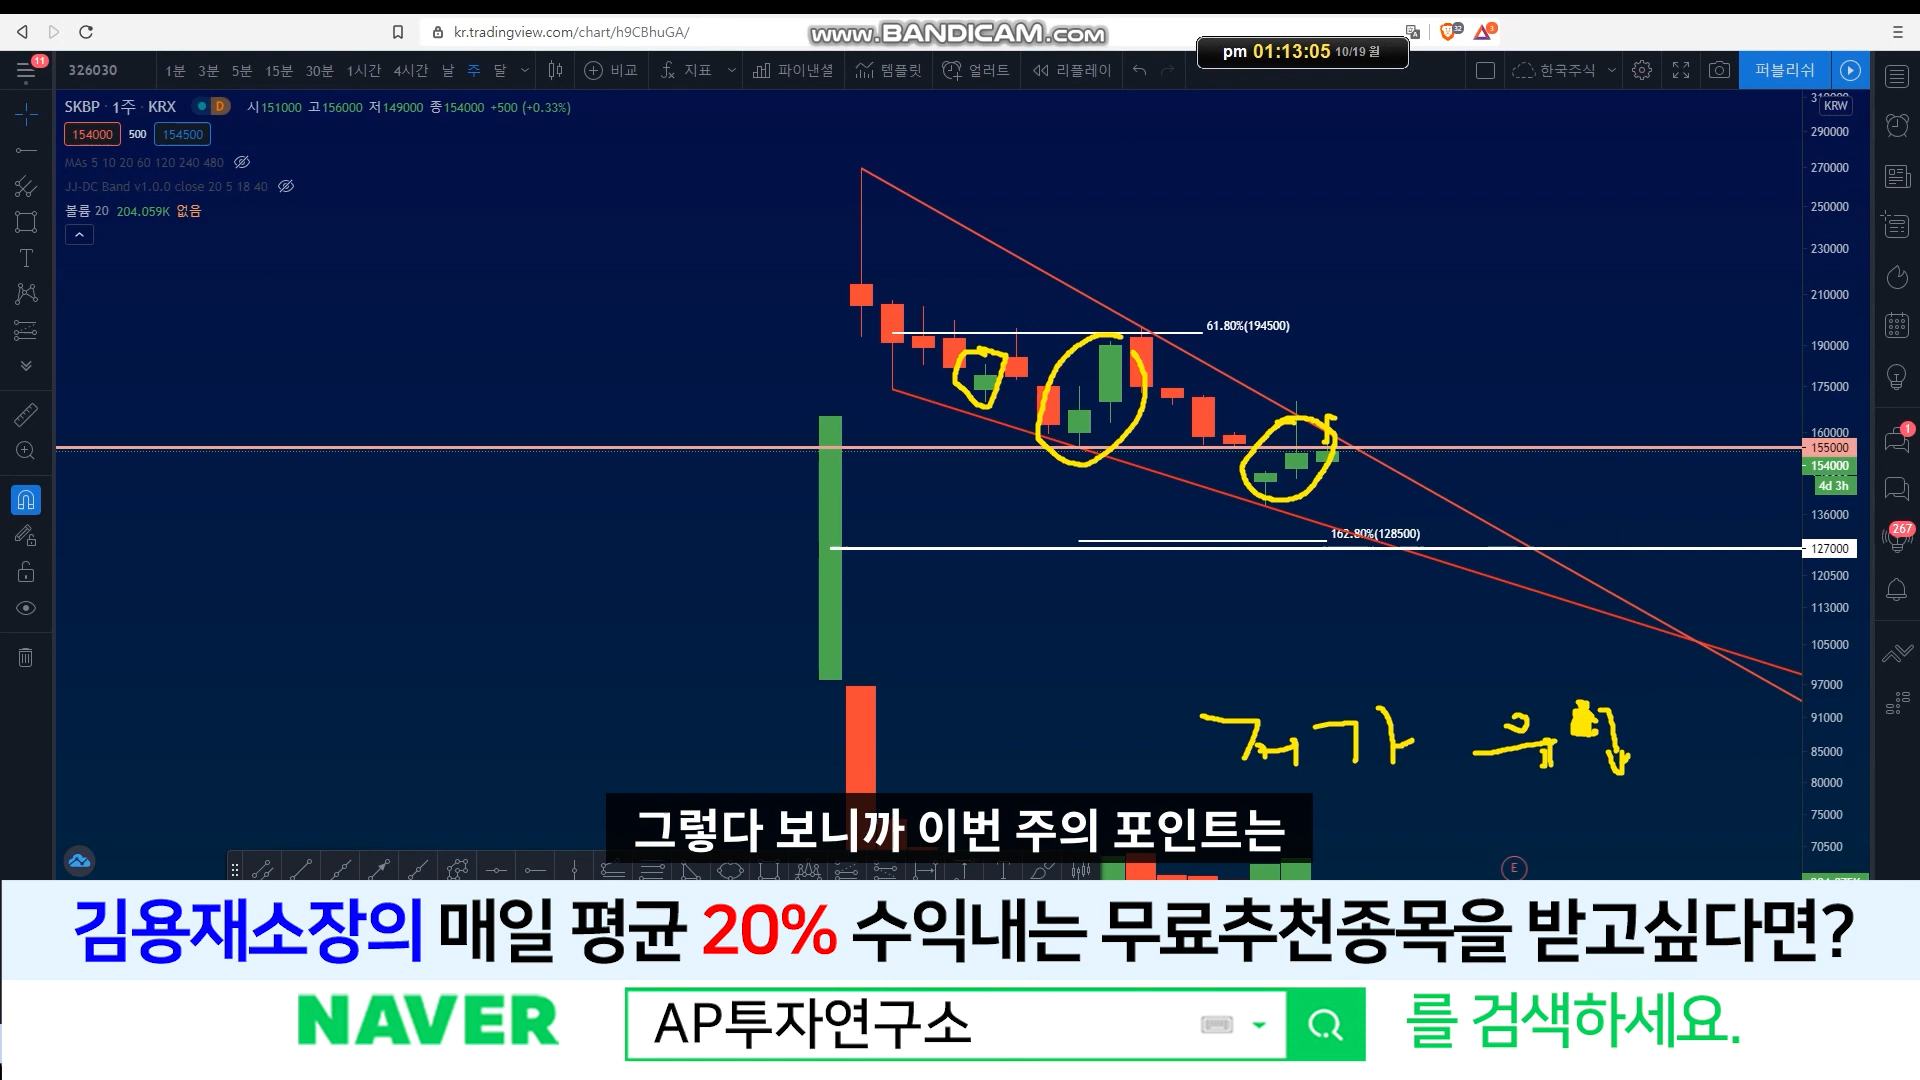 kr.tradingview.com/chart/h9CBhuGA/
www.BANDICAM.com
32
3
pm 01:13:05 10/19 월
11
326030
1분 3분 5분 15분 30분 1시간 4시간 날 주 달
비교
지표
파이낸셜
템플릿
얼러트
리플레이
한국주식
퍼블리쉬
SKBP · 1주 · KRX
D
시151000 고156000 저149000 종154000 +500 (+0.33%)
154000 500 154500
MAs 5 10 20 60 120 240 480
JJ-DC Band v1.0.0 close 20 5 18 40
볼륨 20 204.059K 없음
KRW
290000
270000
250000
230000
210000
61.80%(194500)
190000
175000
160000
155000
154000
4d 3h
136000
162.80%(128500)
127000
120500
113000
105000
97000
91000
85000
80000
75000
70500
1
267
저가
E
그렇다 보니까 이번 주의 포인트는
김용재소장의 매일 평균 20% 수익내는 무료추천종목을 받고싶다면?
NAVER AP투자연구소 를 검색하세요.